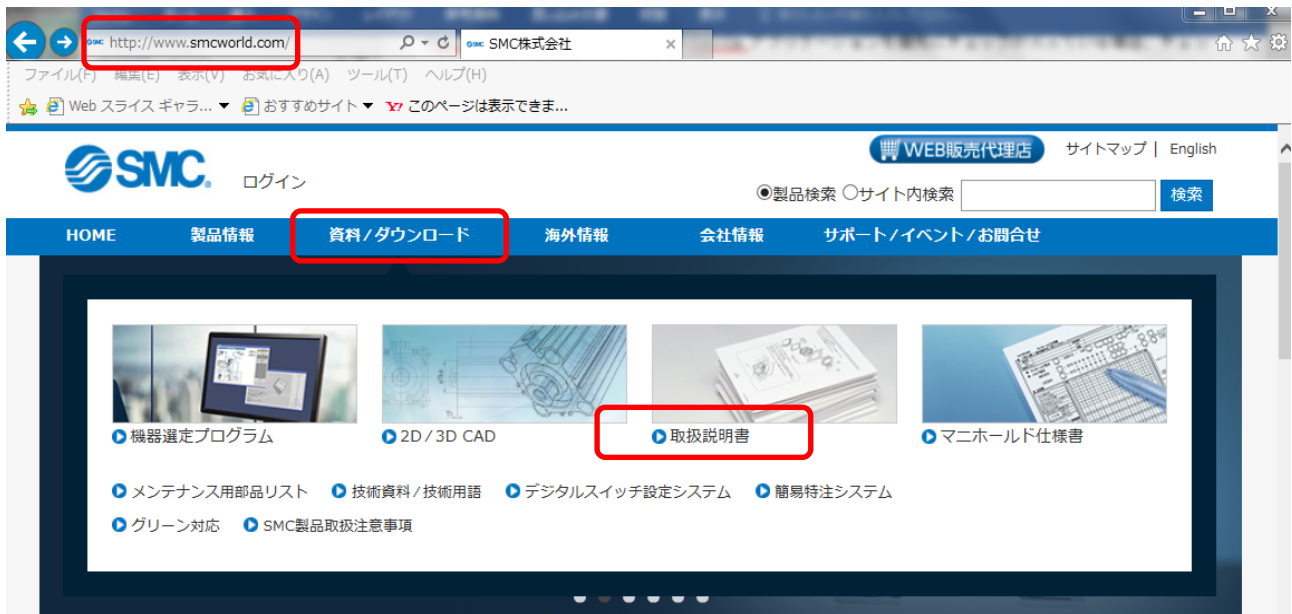 http://www.smcworld.com/
SMC株式会社
ファイル(F) 編集(E) 表示(V) お気に入り(A) ツール(T) ヘルプ(H)
Web スライス ギャラ... おすすめサイト このページは表示できま...
SMC. ログイン
WEB販売代理店 サイトマップ | English
製品検索 サイト内検索 検索
HOME 製品情報 資料/ダウンロード 海外情報 会社情報 サポート/イベント/お問合せ
機器選定プログラム 2D/3D CAD 取扱説明書 マニホールド仕様書
メンテナンス用部品リスト 技術資料/技術用語 デジタルスイッチ設定システム 簡易特注システム
グリーン対応 SMC製品取扱注意事項